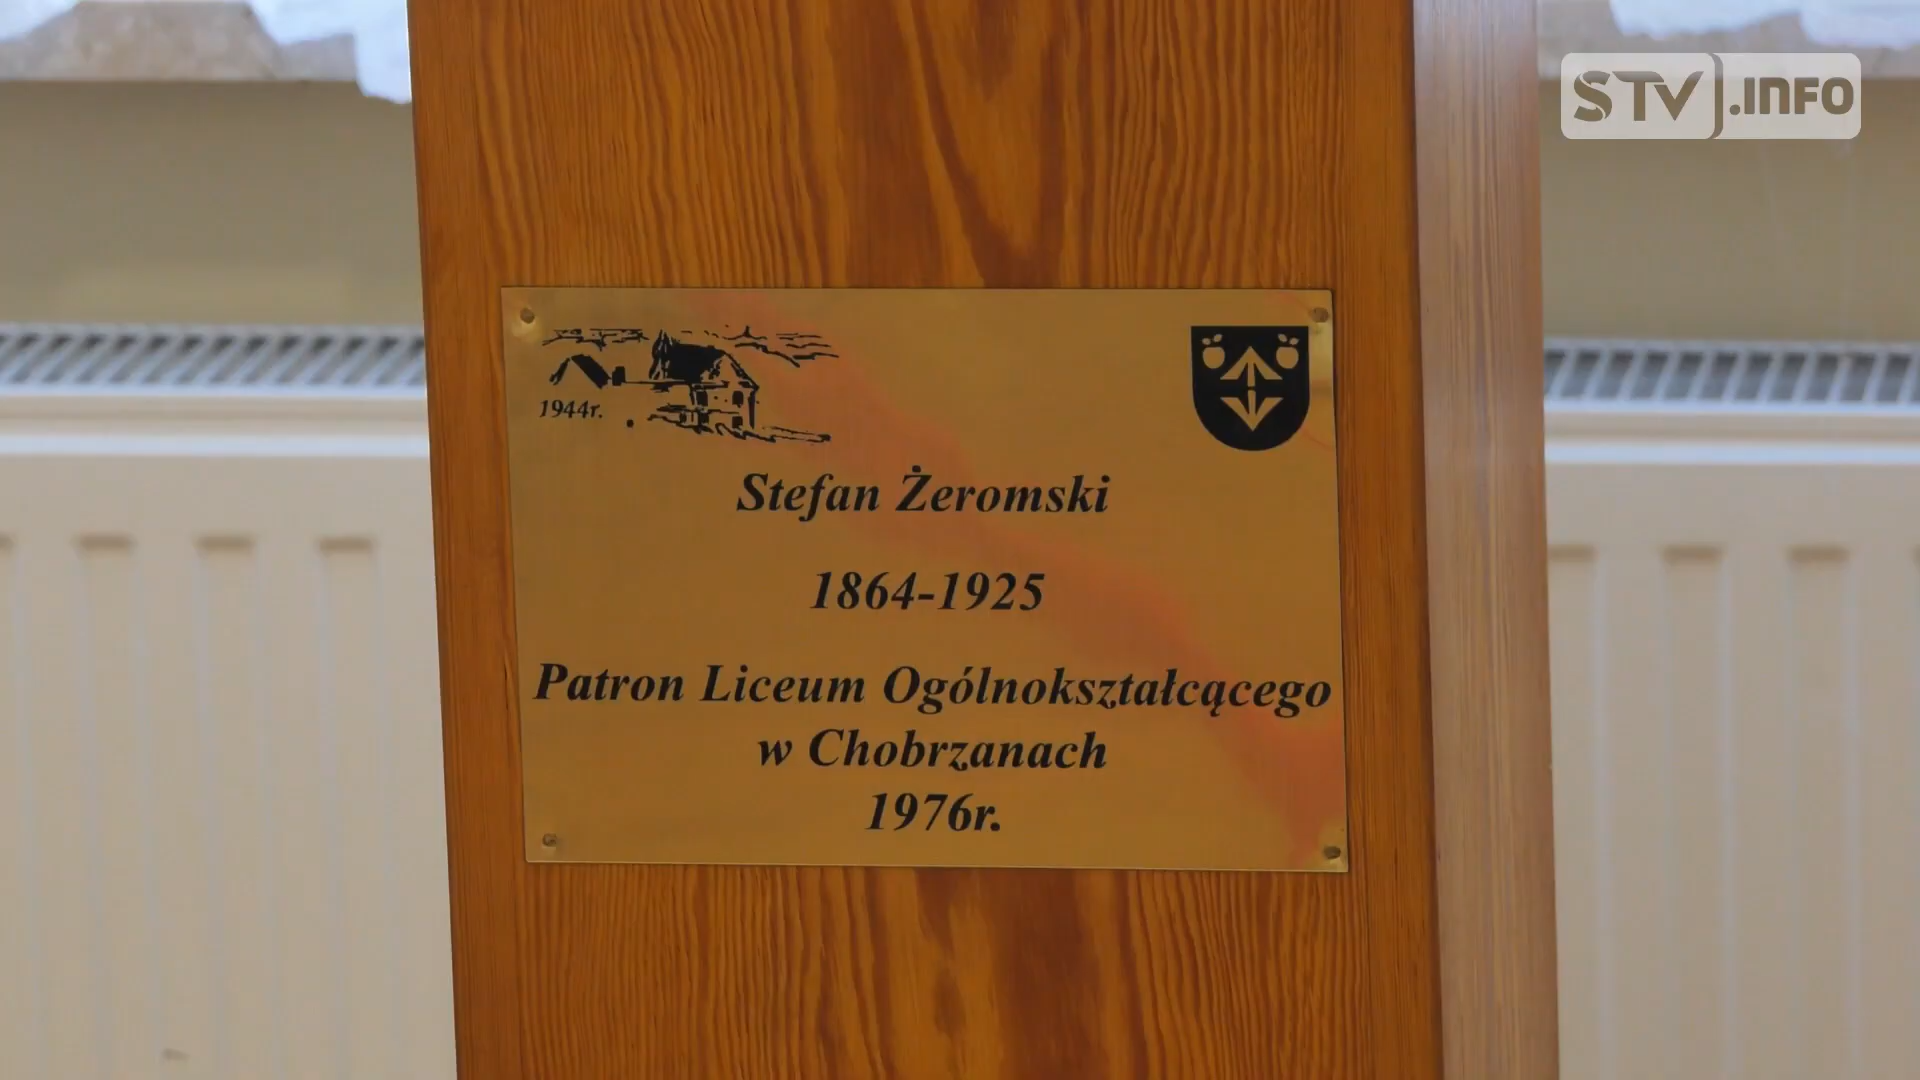 STV.INFO
1944r.
Stefan Żeromski
1864-1925
Patron Liceum Ogólnokształcącego
w Chobrzanach
1976r.